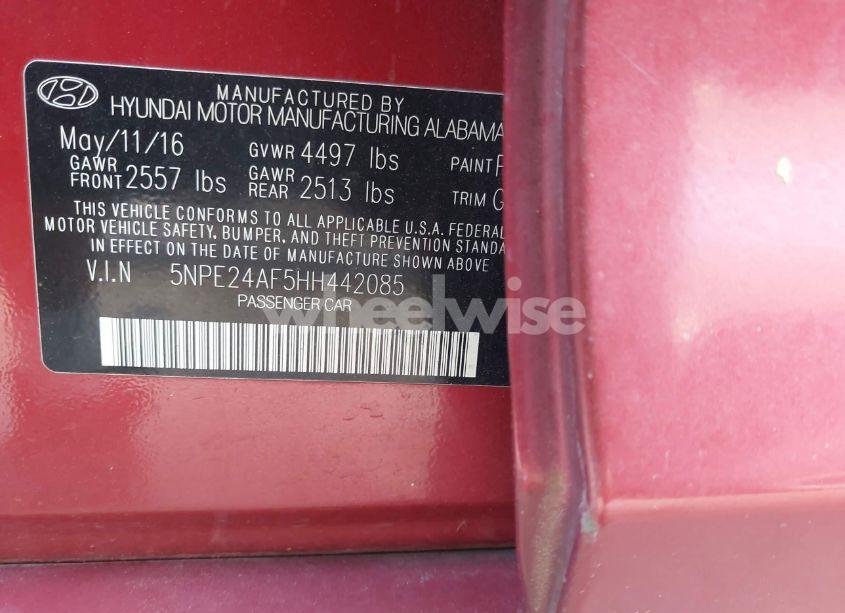 MANUFACTURED BY
HYUNDAI MOTOR MANUFACTURING ALABAMA
May/11/16 GVWR 4497 lbs PAINT
GAWR FRONT 2557 lbs GAWR REAR 2513 lbs TRIM
THIS VEHICLE CONFORMS TO ALL APPLICABLE U.S.A. FEDERAL
MOTOR VEHICLE SAFETY, BUMPER, AND THEFT PREVENTION STANDA
IN EFFECT ON THE DATE OF MANUFACTURE SHOWN ABOVE
V.I.N 5NPE24AF5HH442085
PASSENGER CAR
wheelwise